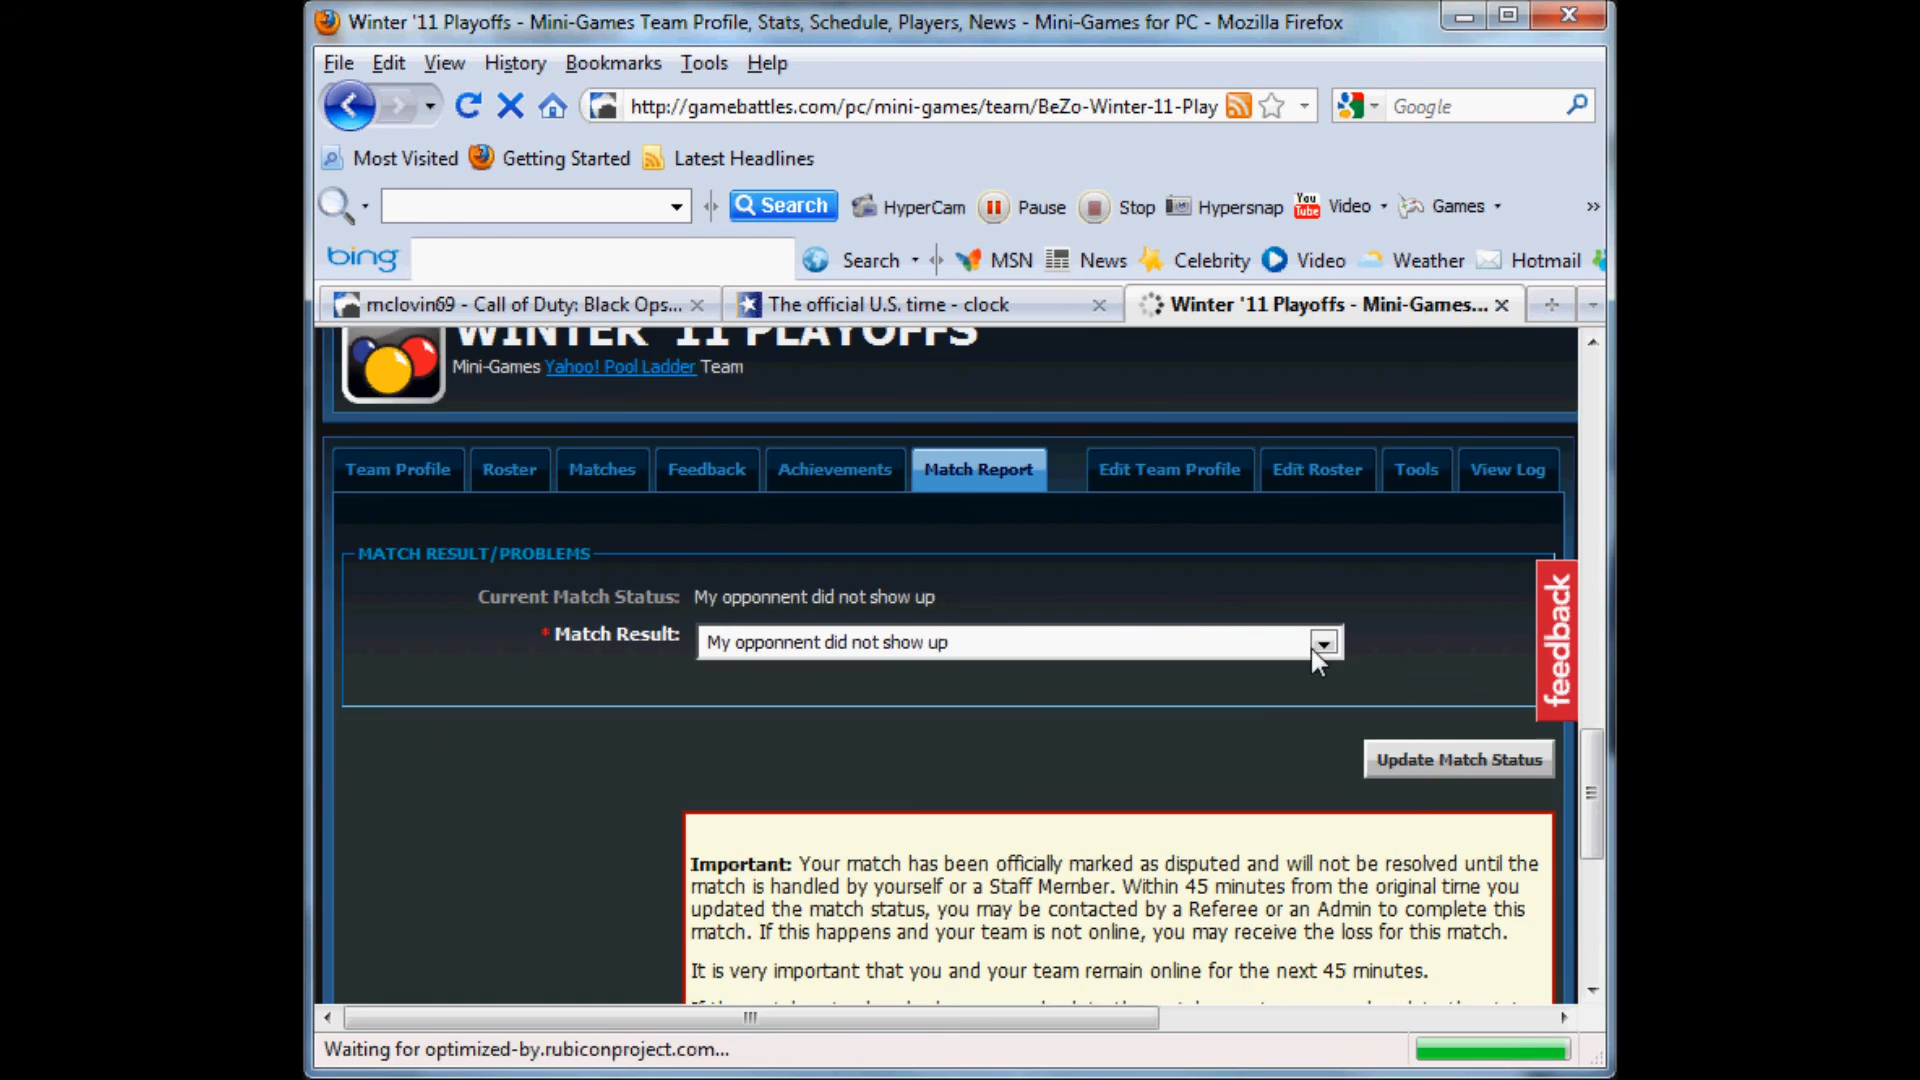 Winter '11 Playoffs - Mini-Games Team Profile, Stats, Schedule, Players, News - Mini-Games for PC - Mozilla Firefox
File Edit View History Bookmarks Tools Help
http://gamebattles.com/pc/mini-games/team/BeZo-Winter-11-Play
Google
Most Visited Getting Started Latest Headlines
Search HyperCam Pause Stop Hypersnap You Tube Video Games »
bing Search MSN News Celebrity Video Weather Hotmail
mclovin69 - Call of Duty: Black Ops... The official U.S. time - clock Winter '11 Playoffs - Mini-Games...
WINTER '11 PLAYOFFS
Mini-Games Yahoo! Pool Ladder Team
Team Profile Roster Matches Feedback Achievements Match Report Edit Team Profile Edit Roster Tools View Log
MATCH RESULT/PROBLEMS
Current Match Status: My opponnent did not show up
* Match Result: My opponnent did not show up
feedback
Update Match Status
Important: Your match has been officially marked as disputed and will not be resolved until the
match is handled by yourself or a Staff Member. Within 45 minutes from the original time you
updated the match status, you may be contacted by a Referee or an Admin to complete this
match. If this happens and your team is not online, you may receive the loss for this match.
It is very important that you and your team remain online for the next 45 minutes.
Waiting for optimized-by.rubiconproject.com...